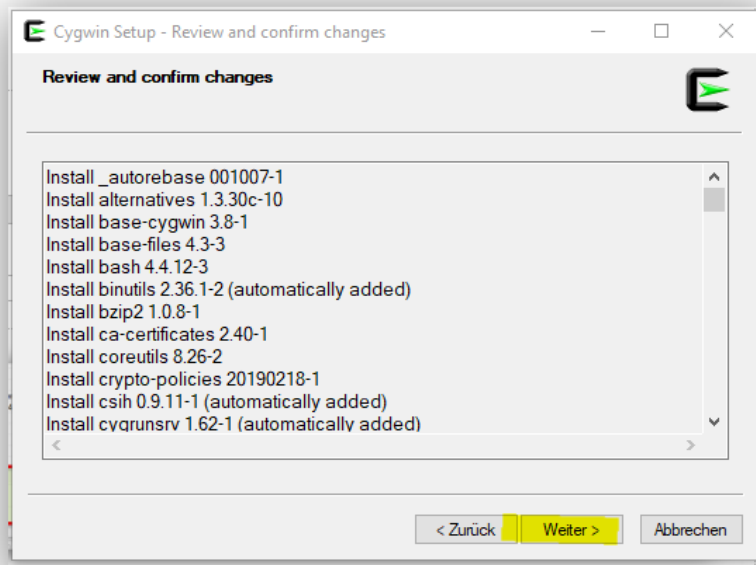 Cygwin Setup - Review and confirm changes
Review and confirm changes
Install _autorebase 001007-1
Install alternatives 1.3.30c-10
Install base-cygwin 3.8-1
Install base-files 4.3-3
Install bash 4.4.12-3
Install binutils 2.36.1-2 (automatically added)
Install bzip2 1.0.8-1
Install ca-certificates 2.40-1
Install coreutils 8.26-2
Install crypto-policies 20190218-1
Install csih 0.9.11-1 (automatically added)
Install cygrunsrv 1.62-1 (automatically added)
< Zurück Weiter > Abbrechen